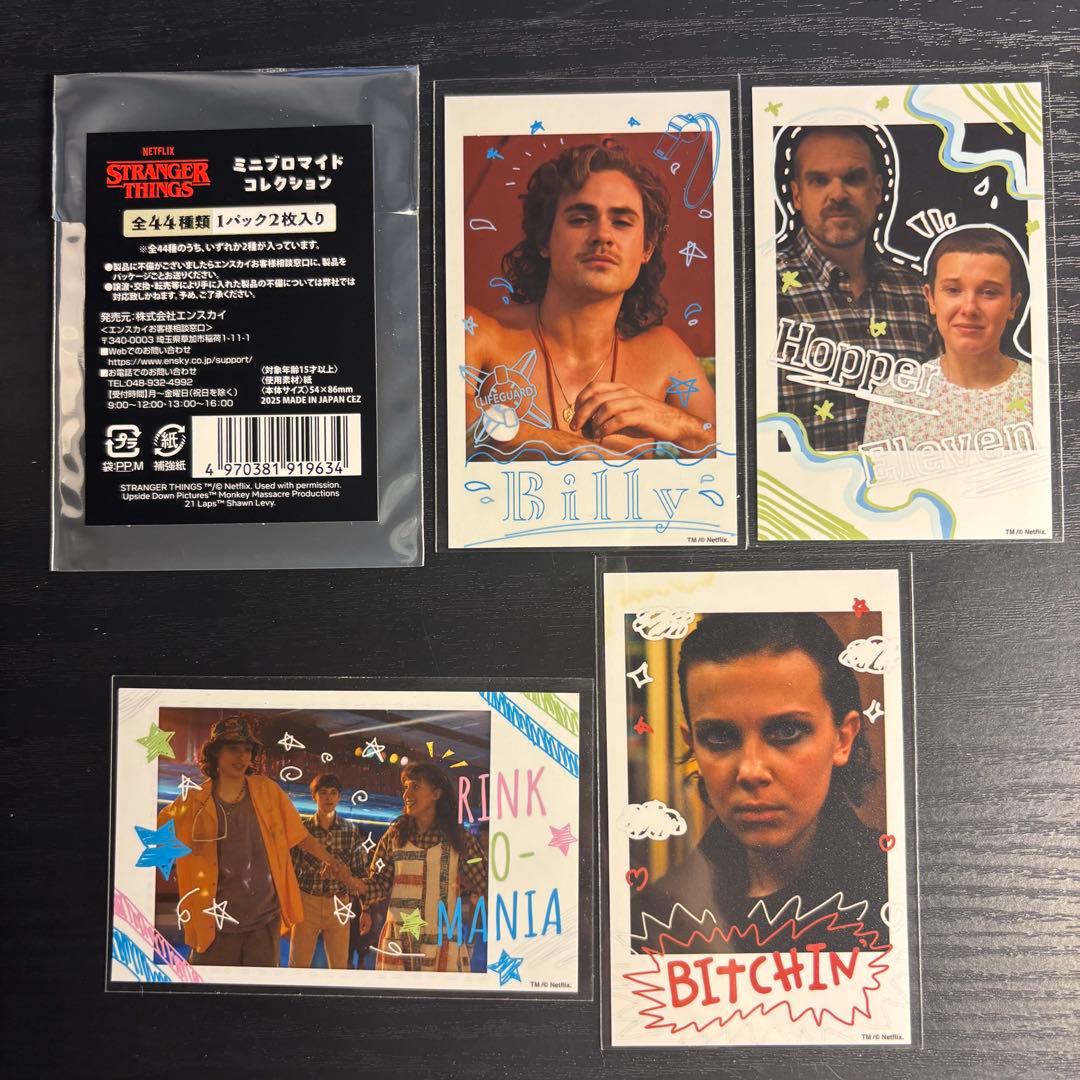 NETFLIX
STRANGER
THINGS
ミニブロマイド
コレクション
全44種類 1パック2枚入り
※全44種のうち、いずれか2種が入っています。
●製品に不備がございましたらエンスカイお客様相談窓口に、製品を
パッケージごとお送りください。
●譲渡・交換・転売等により手に入れた製品の不備については弊社では
対応致しかねます。予め、ご了承ください。
発売元:株式会社エンスカイ
<エンスカイお客様相談窓口>
〒340-0003 埼玉県草加市稲荷1-11-1
■Webでのお問い合わせ
https://www.ensky.co.jp/support/
■お電話でのお問い合わせ
TEL:048-932-4992
【受付時間】月~金曜日(祝日を除く)
9:00~12:00・13:00~16:00
〈対象年齢15才以上〉
〈使用素材〉紙
〈本体サイズ〉54×86mm
2025 MADE IN JAPAN CEZ
プラ
袋:PP,M
紙
補強紙
4 970381 919634
STRANGER THINGS ™/© Netflix. Used with permission.
Upside Down Pictures™ Monkey Massacre Productions
21 Laps™ Shawn Levy.
LIFEGUARD
Billy
TM/© Netflix.
Hopper
&
Eleven
TM/© Netflix.
RINK
-O-
MANIA
TM/© Netflix.
BITCHIN'
TM/© Netflix.